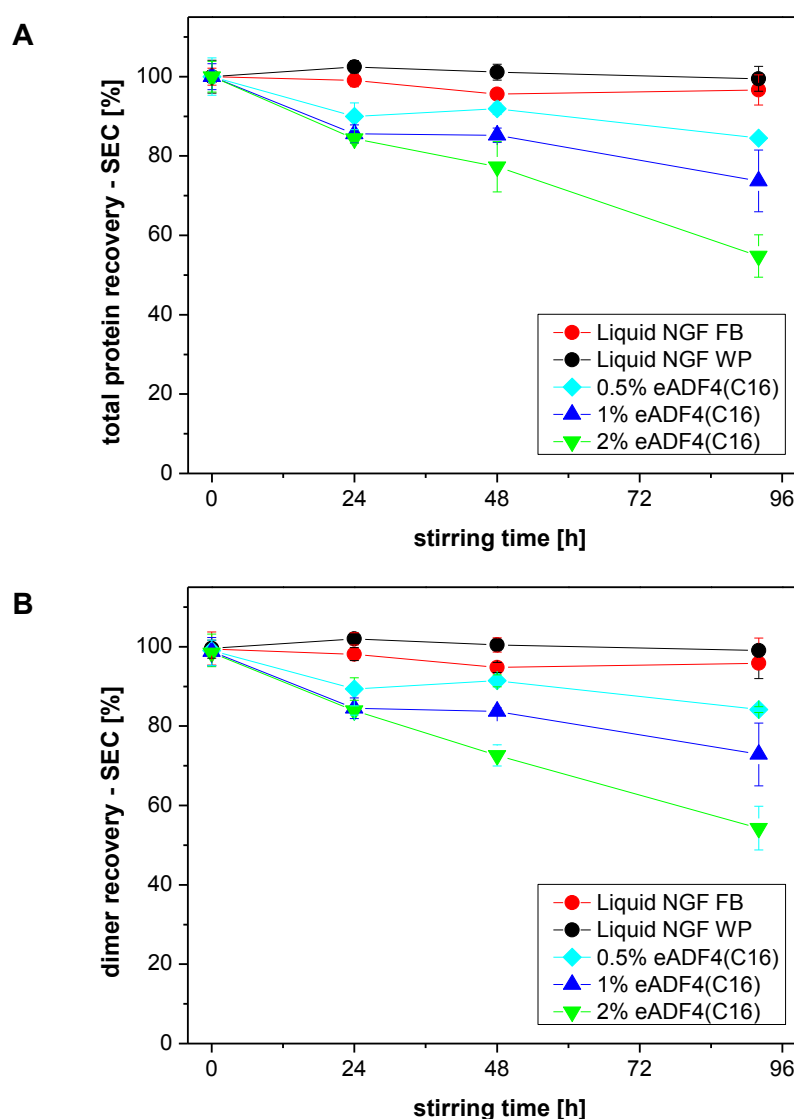 A
total protein recovery - SEC [%]
100
80
60
40
20
0
Liquid NGF FB
Liquid NGF WP
0.5% eADF4(C16)
1% eADF4(C16)
2% eADF4(C16)
0 24 48 72 96
stirring time [h]
B
dimer recovery - SEC [%]
100
80
60
40
20
0
Liquid NGF FB
Liquid NGF WP
0.5% eADF4(C16)
1% eADF4(C16)
2% eADF4(C16)
0 24 48 72 96
stirring time [h]